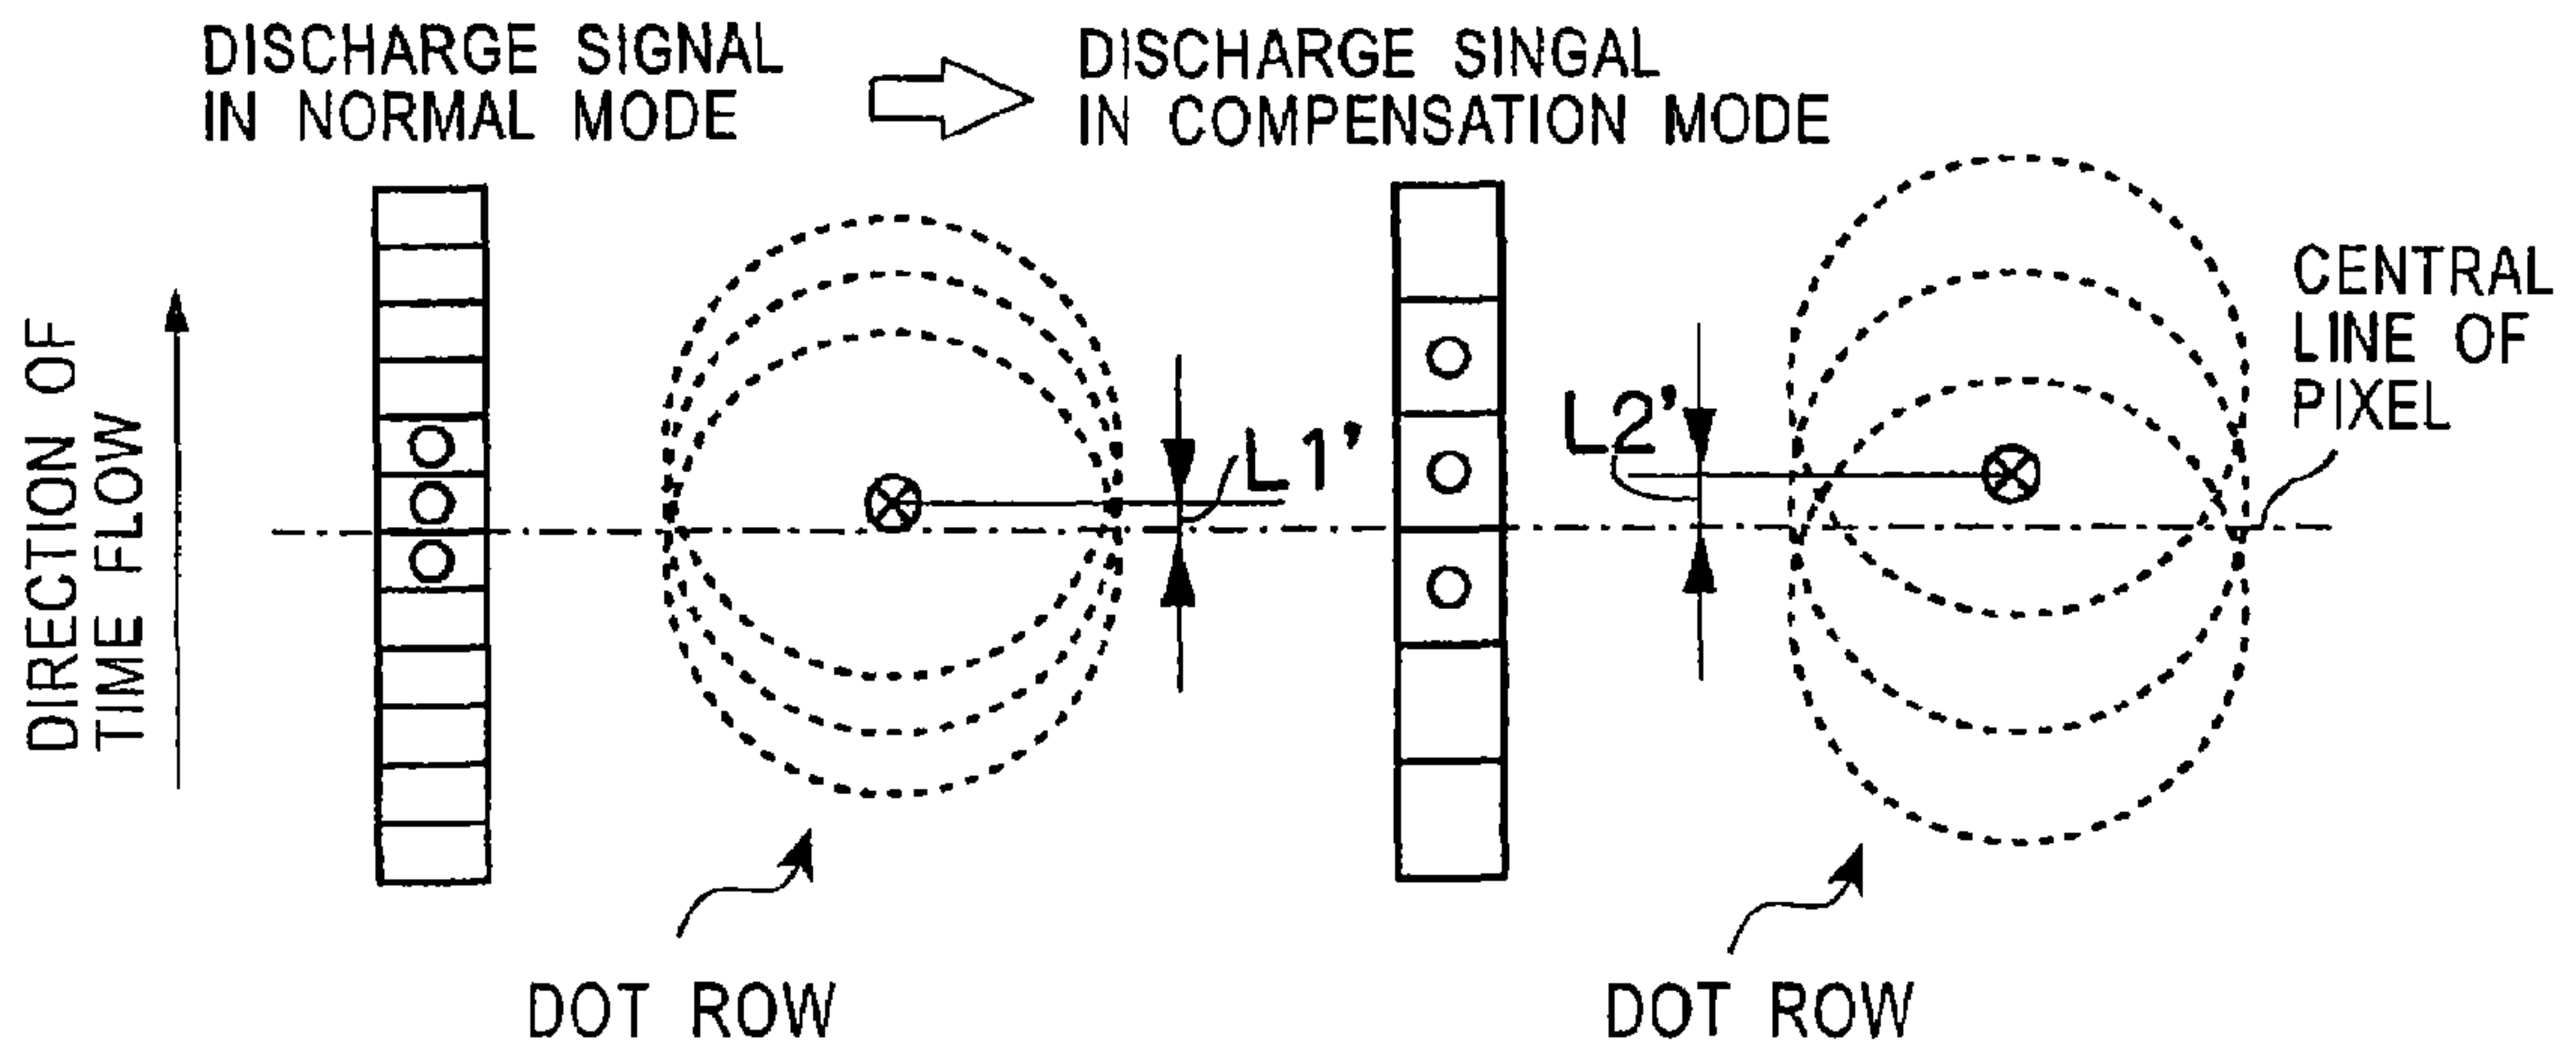 DISCHARGE SIGNAL
IN NORMAL MODE
DISCHARGE SINGAL
IN COMPENSATION MODE
DIRECTION OF
TIME FLOW
L1'
L2'
CENTRAL
LINE OF
PIXEL
DOT ROW
DOT ROW